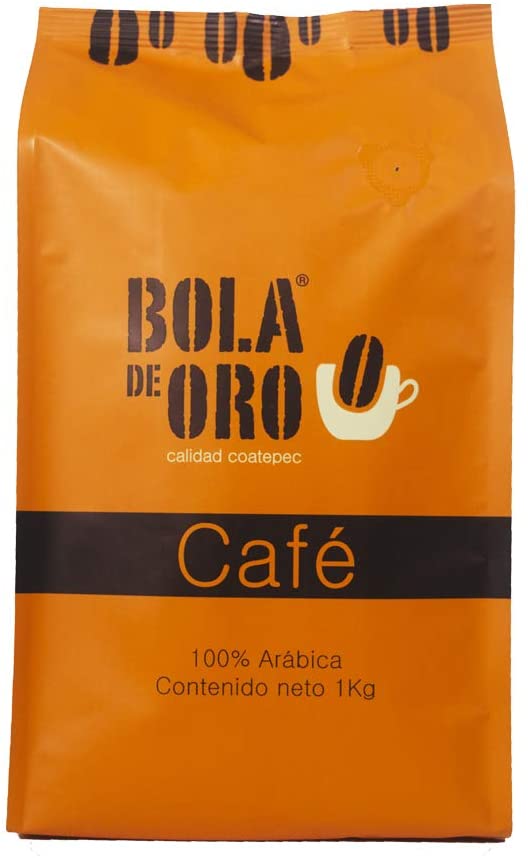 BOLA®
DE ORO
calidad coatepec
Café
100% Arábica
Contenido neto 1Kg